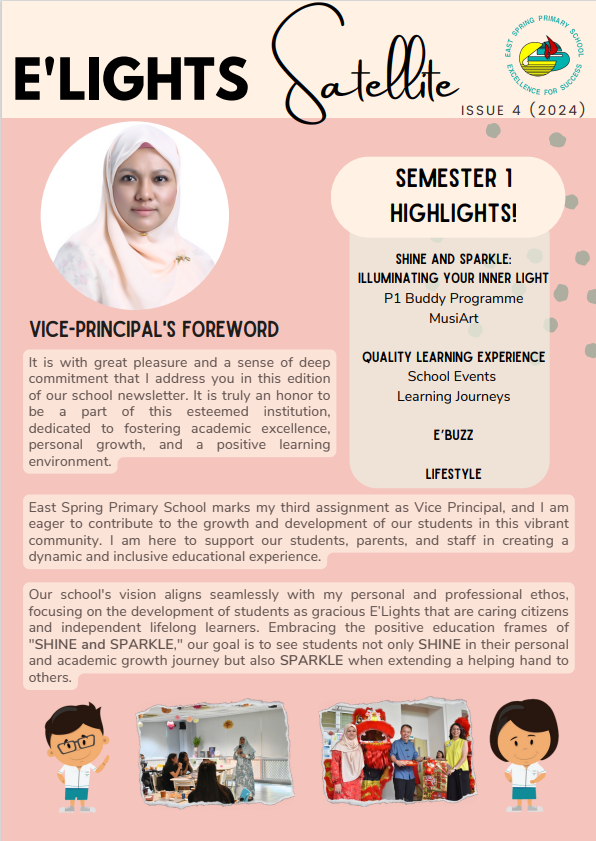 E'LIGHTS Satellite
EAST SPRING PRIMARY SCHOOL
EXCELLENCE FOR SUCCESS
ISSUE 4 (2024)
SEMESTER 1
HIGHLIGHTS!
SHINE AND SPARKLE:
ILLUMINATING YOUR INNER LIGHT
P1 Buddy Programme
MusiArt
QUALITY LEARNING EXPERIENCE
School Events
Learning Journeys
E'BUZZ
LIFESTYLE
VICE-PRINCIPAL'S FOREWORD
It is with great pleasure and a sense of deep
commitment that I address you in this edition
of our school newsletter. It is truly an honor to
be a part of this esteemed institution,
dedicated to fostering academic excellence,
personal growth, and a positive learning
environment.
East Spring Primary School marks my third assignment as Vice Principal, and I am
eager to contribute to the growth and development of our students in this vibrant
community. I am here to support our students, parents, and staff in creating a
dynamic and inclusive educational experience.
Our school's vision aligns seamlessly with my personal and professional ethos,
focusing on the development of students as gracious E'Lights that are caring citizens
and independent lifelong learners. Embracing the positive education frames of
"SHINE and SPARKLE," our goal is to see students not only SHINE in their personal
and academic growth journey but also SPARKLE when extending a helping hand to
others.